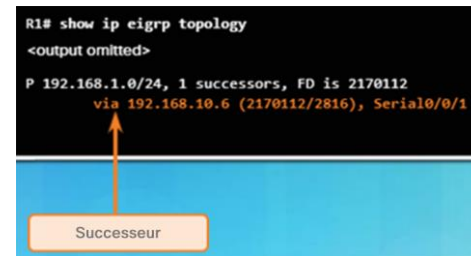 R1# show ip eigrp topology
<output omitted>
P 192.168.1.0/24, 1 successors, FD is 2170112
via 192.168.10.6 (2170112/2816), Serial0/0/1
Successeur